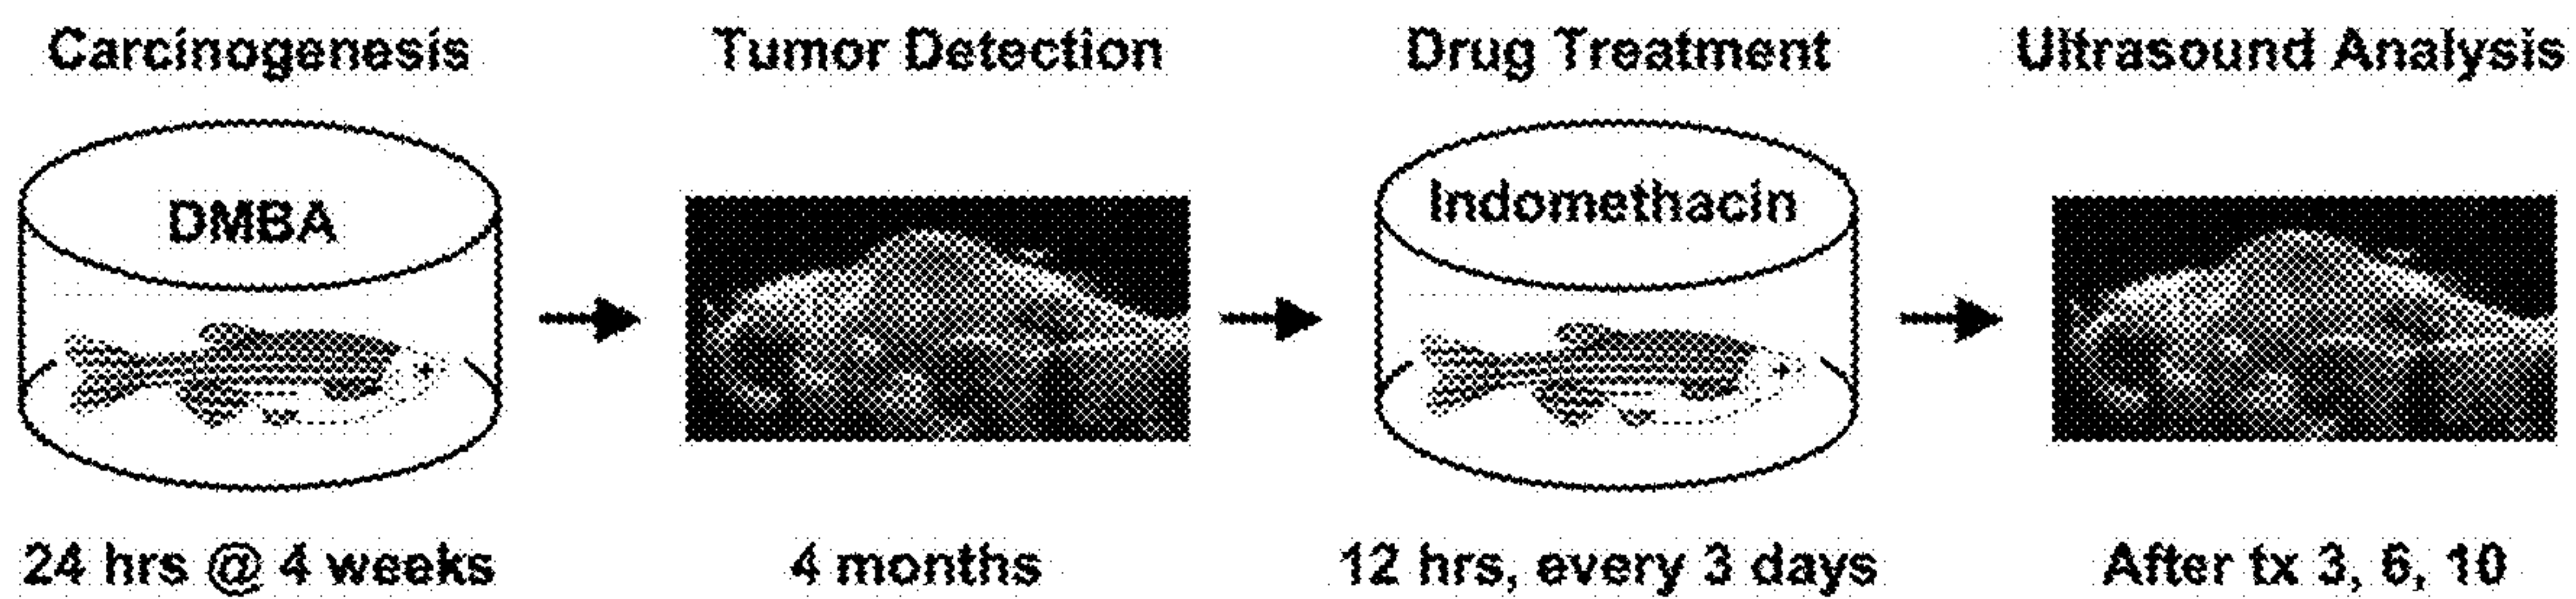 Carcinogenesis
Tumor Detection
Drug Treatment
Ultrasound Analysis
DMBA
Indomethacin
24 hrs @ 4 weeks
4 months
12 hrs, every 3 days
After tx 3, 6, 10